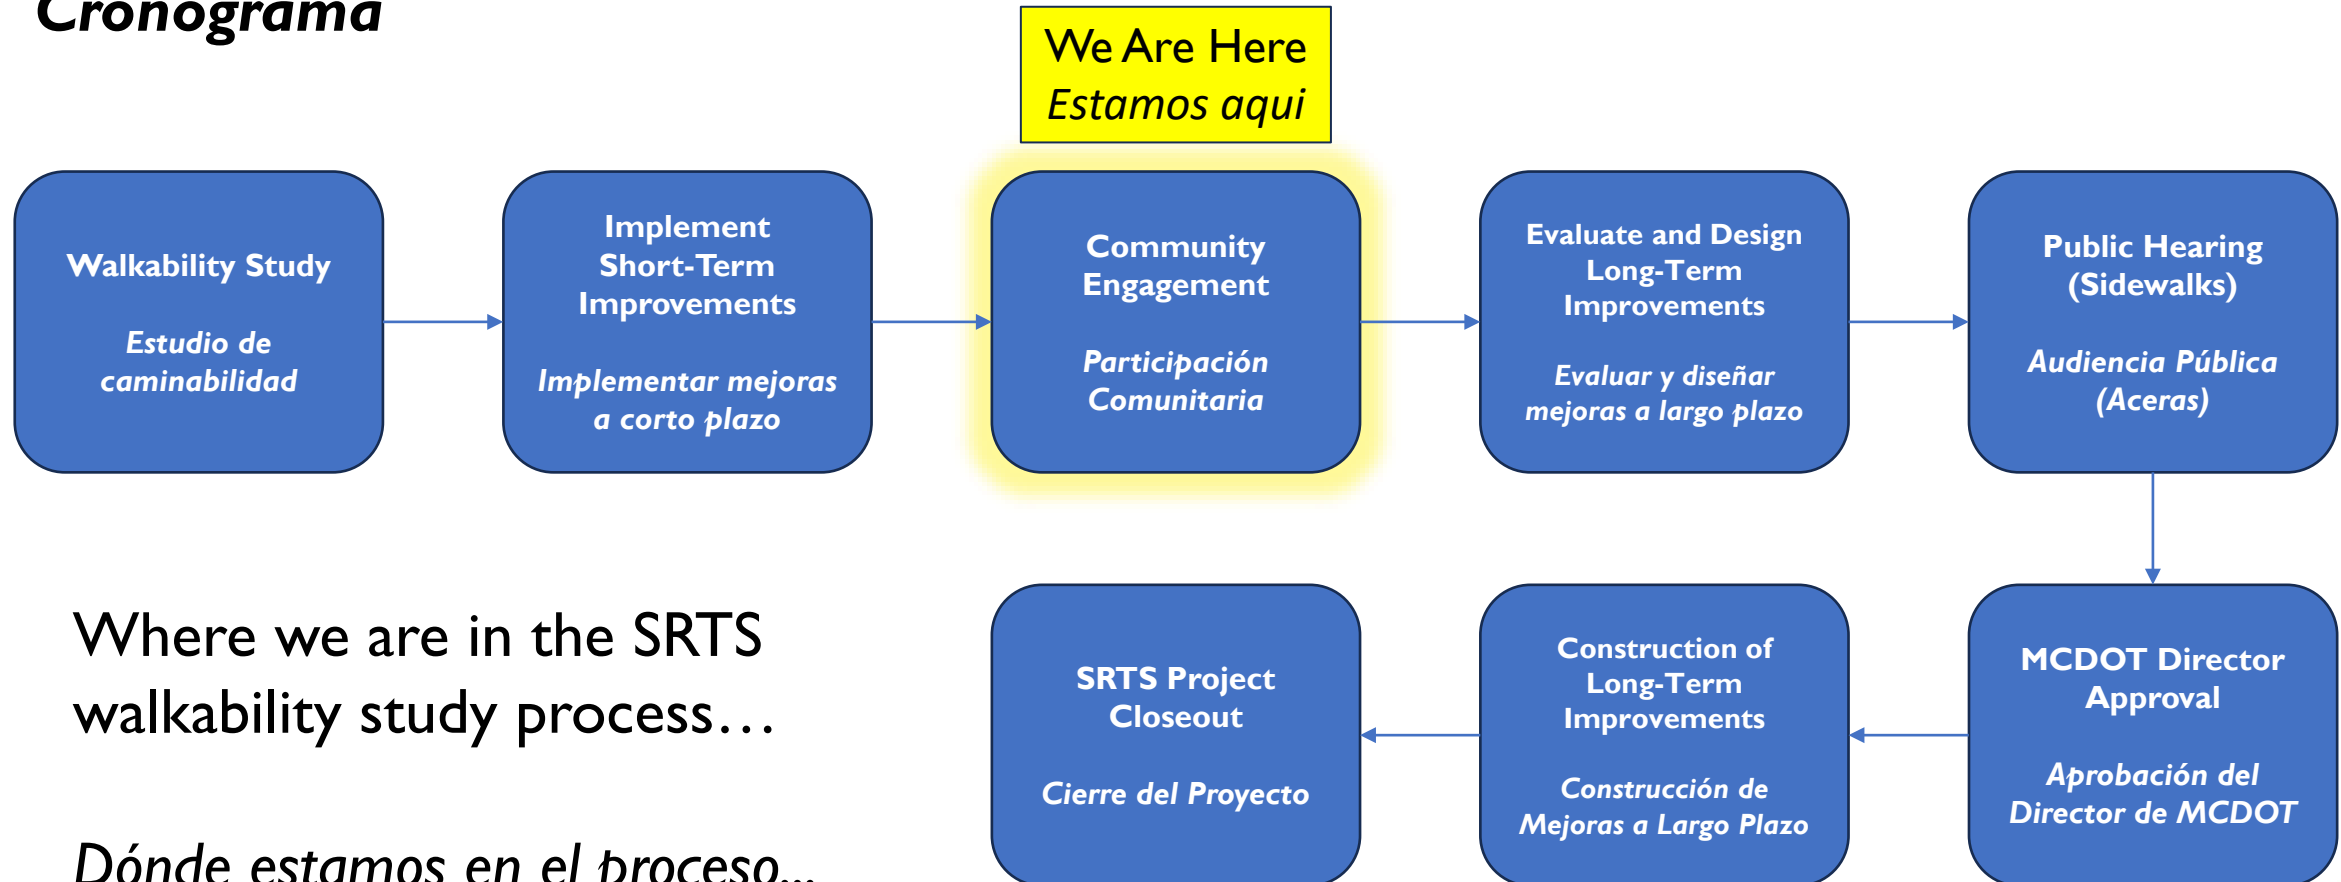 Cronograma
We Are Here
Estamos aqui
Walkability Study
Estudio de
caminabilidad
Implement
Short-Term
Improvements
Implementar mejoras
a corto plazo
Community
Engagement
Participación
Comunitaria
Evaluate and Design
Long-Term
Improvements
Evaluar y diseñar
mejoras a largo plazo
Public Hearing
(Sidewalks)
Audiencia Pública
(Aceras)
MCDOT Director
Approval
Aprobación del
Director de MCDOT
Construction of
Long-Term
Improvements
Construcción de
Mejoras a Largo Plazo
SRTS Project
Closeout
Cierre del Proyecto
Where we are in the SRTS
walkability study process…
Dónde estamos en el proceso...